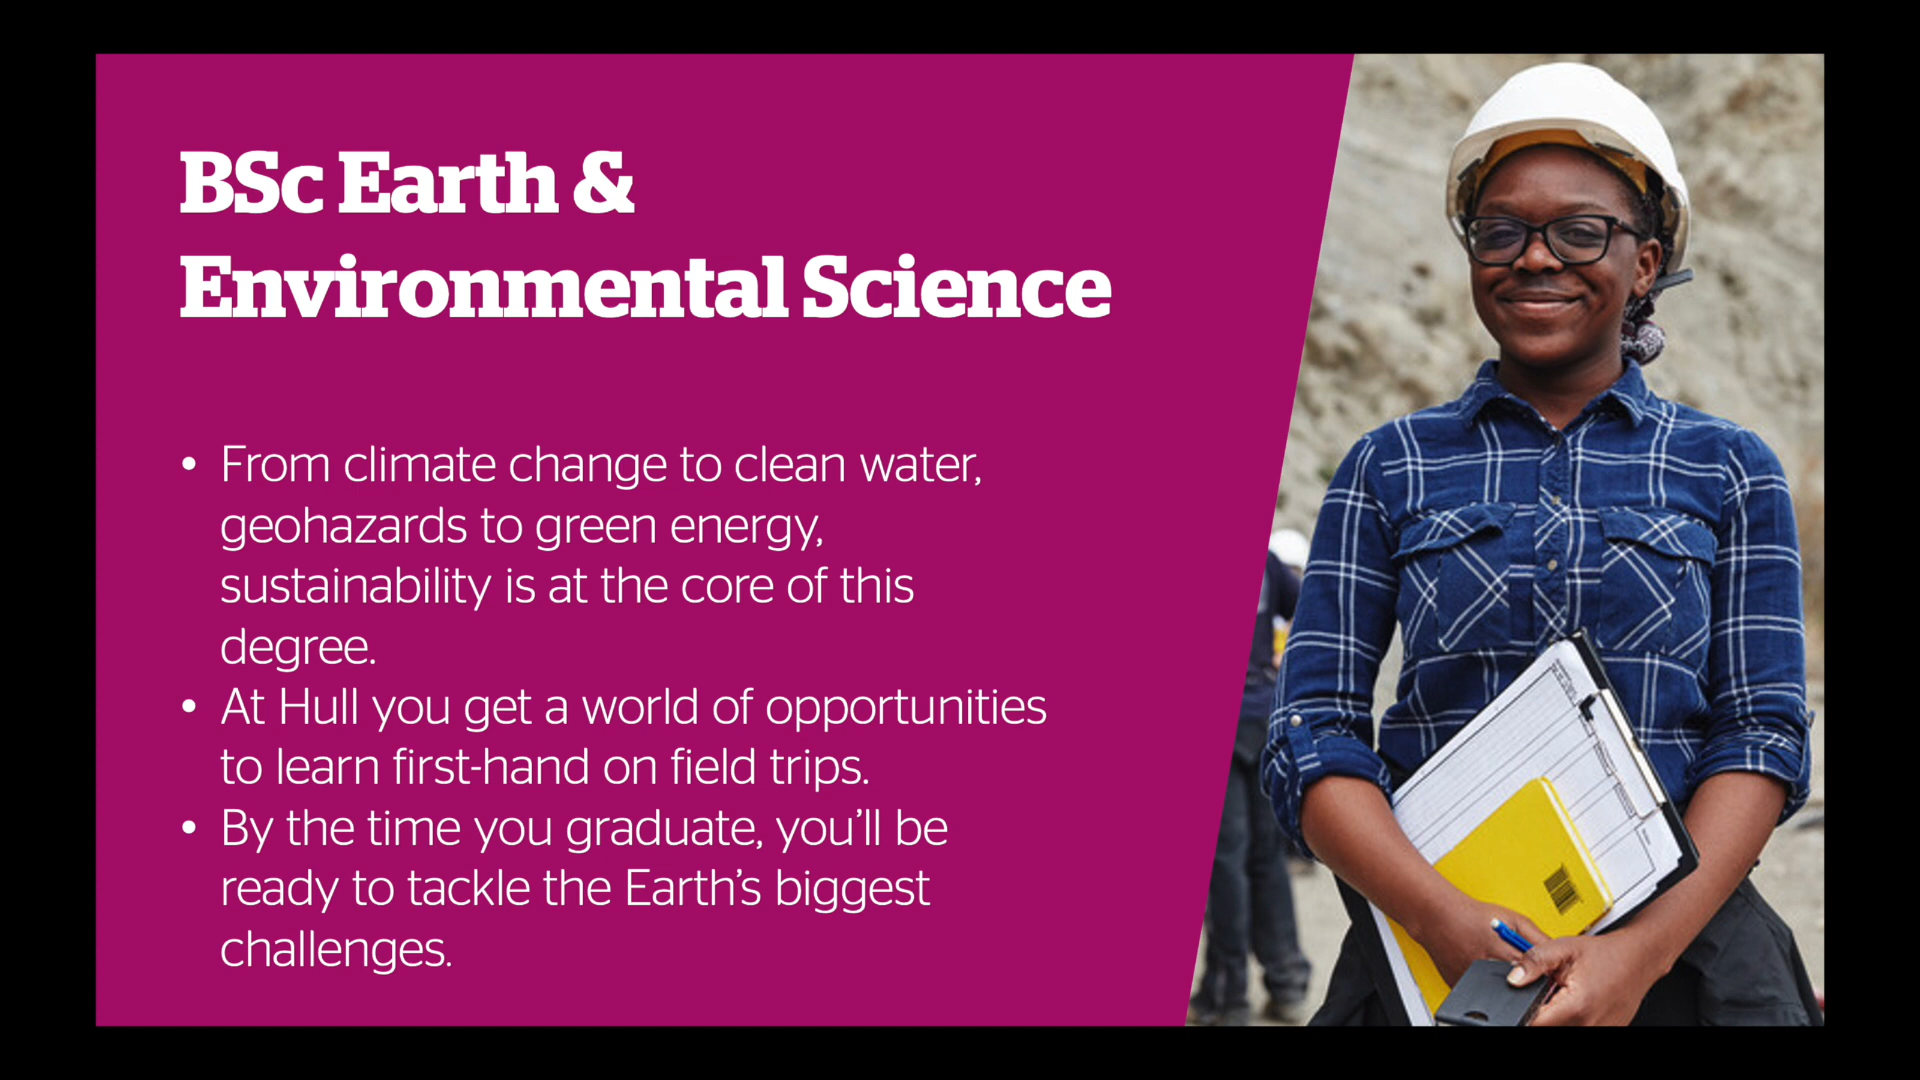 BSc Earth &
Environmental Science
• From climate change to clean water,
geohazards to green energy,
sustainability is at the core of this
degree.
• At Hull you get a world of opportunities
to learn first-hand on field trips.
• By the time you graduate, you’ll be
ready to tackle the Earth’s biggest
challenges.